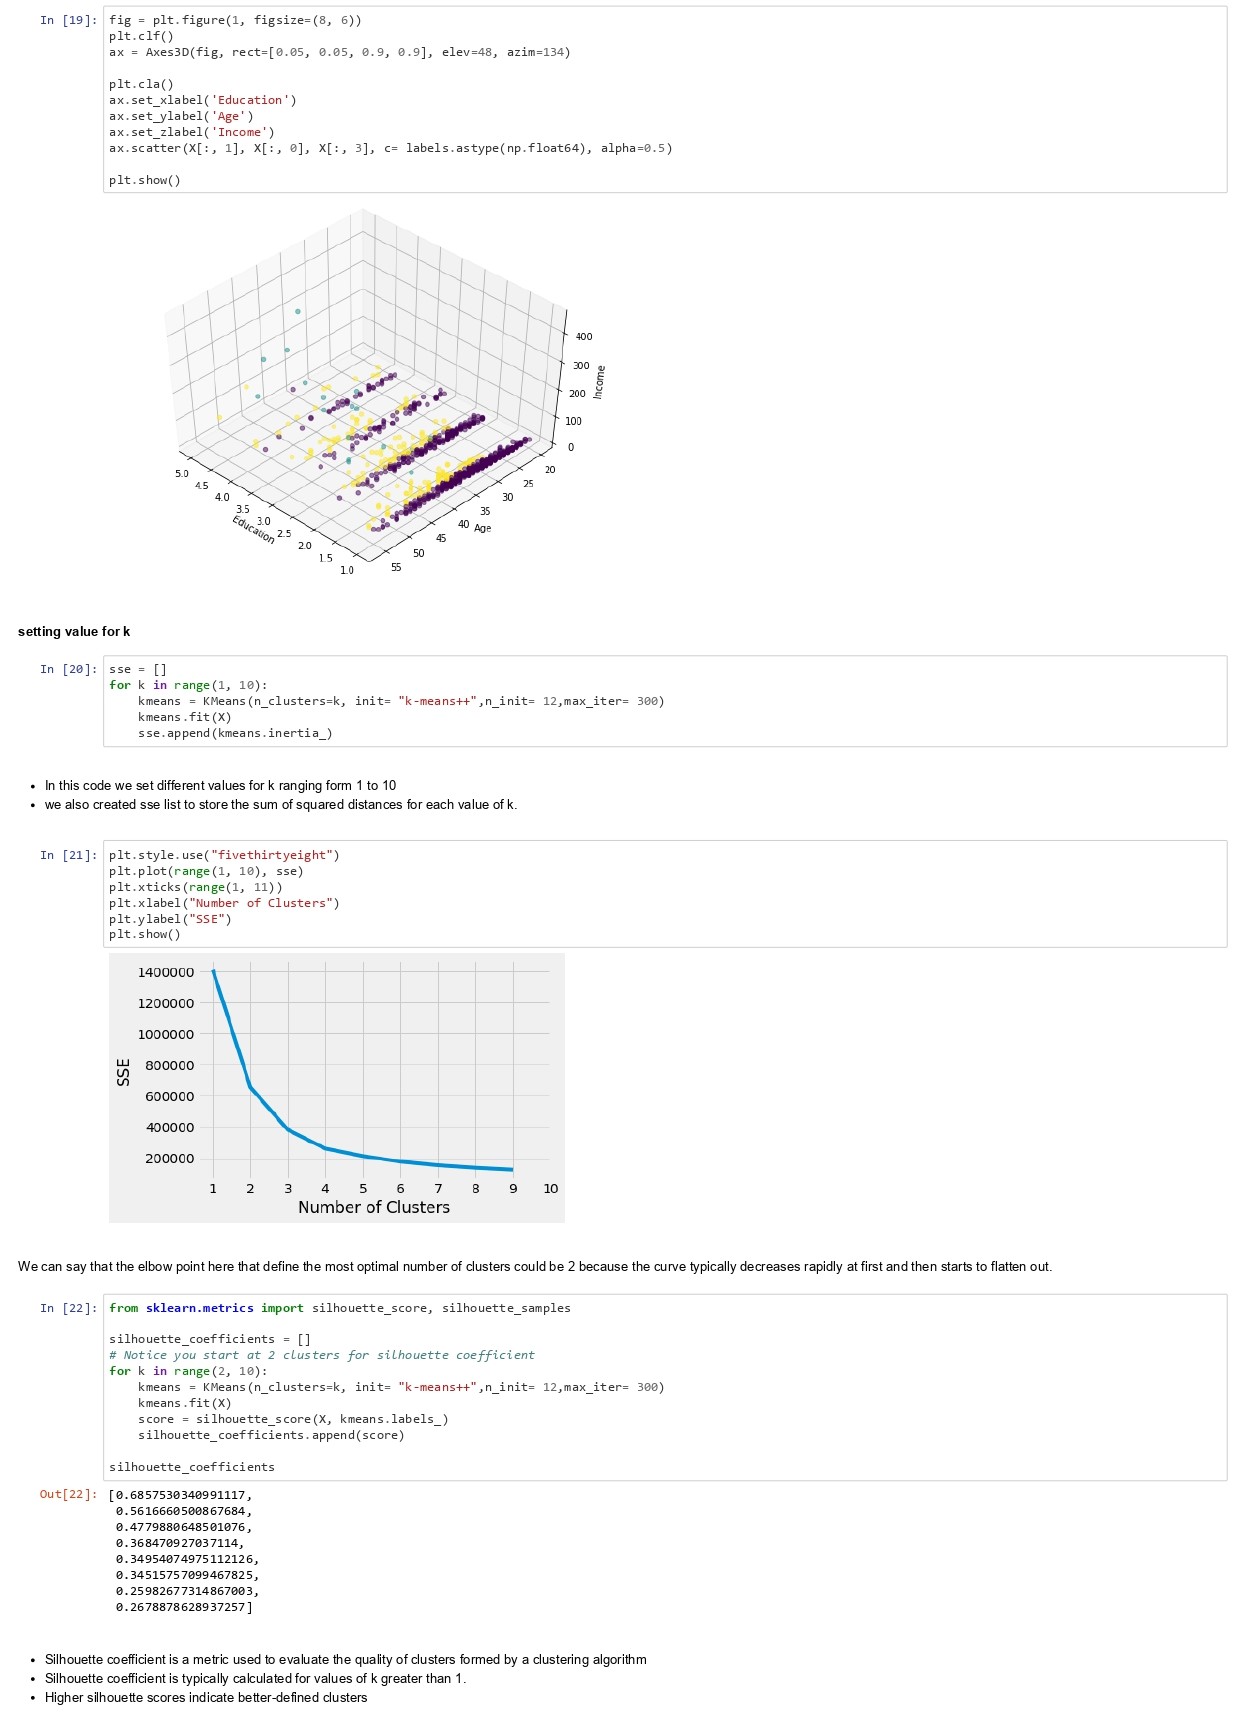 In [19]: fig = plt.figure(1, figsize=(8, 6))
plt.clf()
ax = Axes3D(fig, rect=[0.05, 0.05, 0.9, 0.9], elev=48, azim=134)
plt.cla()
ax.set_xlabel('Education')
ax.set_ylabel('Age')
ax.set_zlabel('Income')
ax.scatter(X[:, 1], X[:, 0], X[:, 3], c= labels.astype(np.float64), alpha=0.5)
plt.show()
400
300
200
100
0
Income
5.0
4.5
4.0
3.5
3.0
2.5
2.0
1.5
1.0
Education
20
25
30
35
40
45
50
55
Age
setting value for k
In [20]: sse = []
for k in range(1, 10):
    kmeans = KMeans(n_clusters=k, init= "k-means++",n_init= 12,max_iter= 300)
    kmeans.fit(X)
    sse.append(kmeans.inertia_)
• In this code we set different values for k ranging form 1 to 10
• we also created sse list to store the sum of squared distances for each value of k.
In [21]: plt.style.use("fivethirtyeight")
plt.plot(range(1, 10), sse)
plt.xticks(range(1, 11))
plt.xlabel("Number of Clusters")
plt.ylabel("SSE")
plt.show()
1400000
1200000
1000000
800000
600000
400000
200000
SSE
1 2 3 4 5 6 7 8 9 10
Number of Clusters
We can say that the elbow point here that define the most optimal number of clusters could be 2 because the curve typically decreases rapidly at first and then starts to flatten out.
In [22]: from sklearn.metrics import silhouette_score, silhouette_samples
silhouette_coefficients = []
# Notice you start at 2 clusters for silhouette coefficient
for k in range(2, 10):
    kmeans = KMeans(n_clusters=k, init= "k-means++",n_init= 12,max_iter= 300)
    kmeans.fit(X)
    score = silhouette_score(X, kmeans.labels_)
    silhouette_coefficients.append(score)
silhouette_coefficients
Out[22]: [0.6857530340991117,
0.5616660500867684,
0.4779880648501076,
0.368470927037114,
0.34954074975112126,
0.34515757099467825,
0.25982677314867003,
0.2678878628937257]
• Silhouette coefficient is a metric used to evaluate the quality of clusters formed by a clustering algorithm
• Silhouette coefficient is typically calculated for values of k greater than 1.
• Higher silhouette scores indicate better-defined clusters